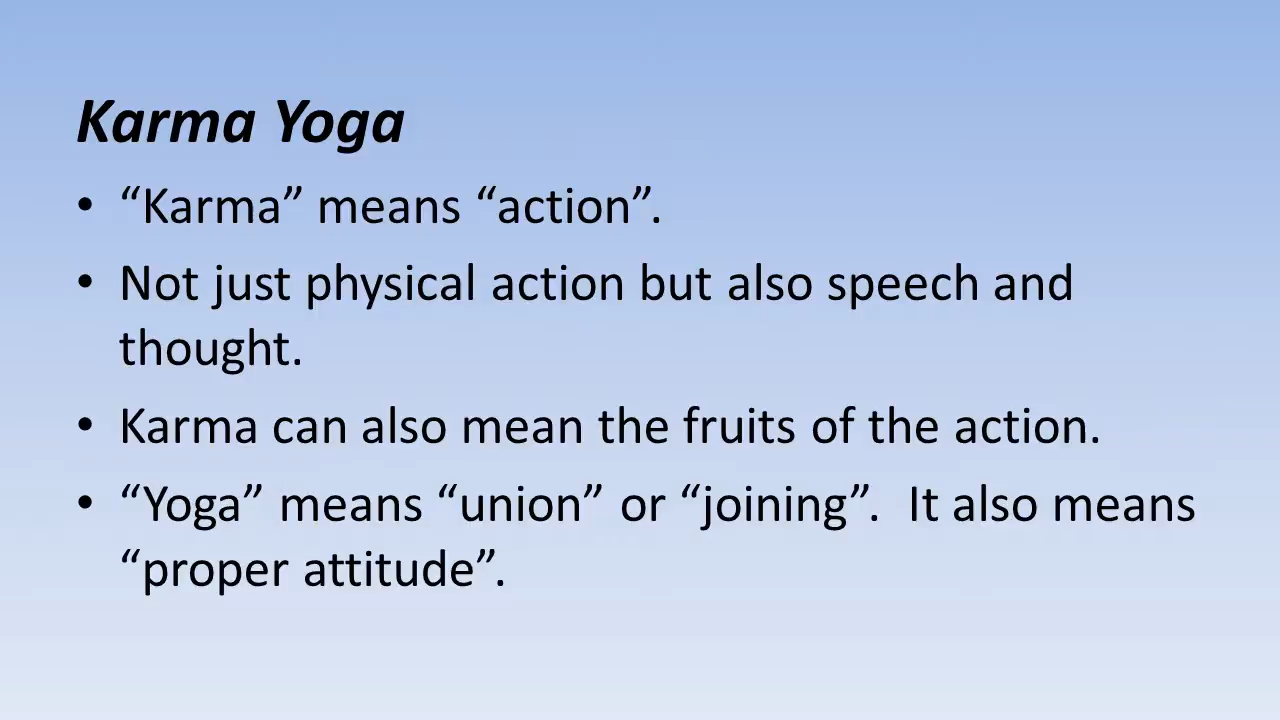 Karma Yoga
• “Karma” means “action”.
• Not just physical action but also speech and
thought.
• Karma can also mean the fruits of the action.
• “Yoga” means “union” or “joining”.  It also means
“proper attitude”.